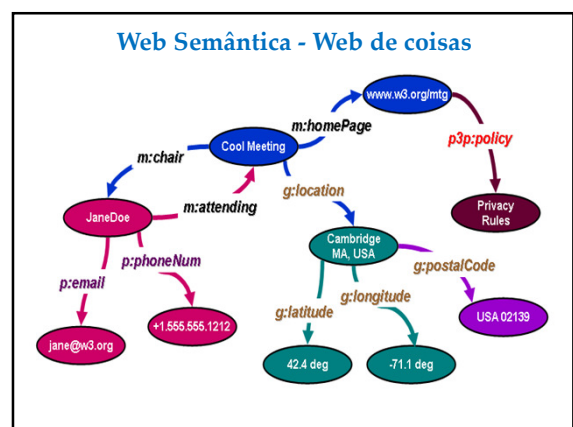 Web Semântica - Web de coisas
www.w3.org/mtg
m:homePage
p3p:policy
Cool Meeting
m:chair
m:attending
g:location
Privacy
Rules
JaneDoe
Cambridge
MA, USA
p:phoneNum
p:email
g:postalCode
g:longitude
g:latitude
USA 02139
+1.555.555.1212
jane@w3.org
42.4 deg
-71.1 deg